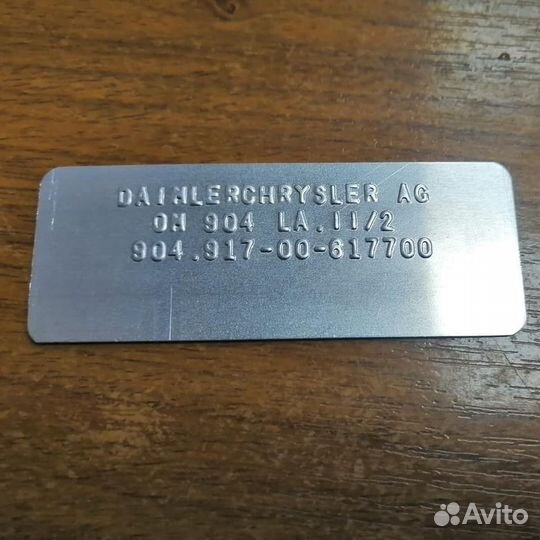 DAIMLERCHRYSLER AG
OM 904 LA.II/2
904.917-00-617700
Avito